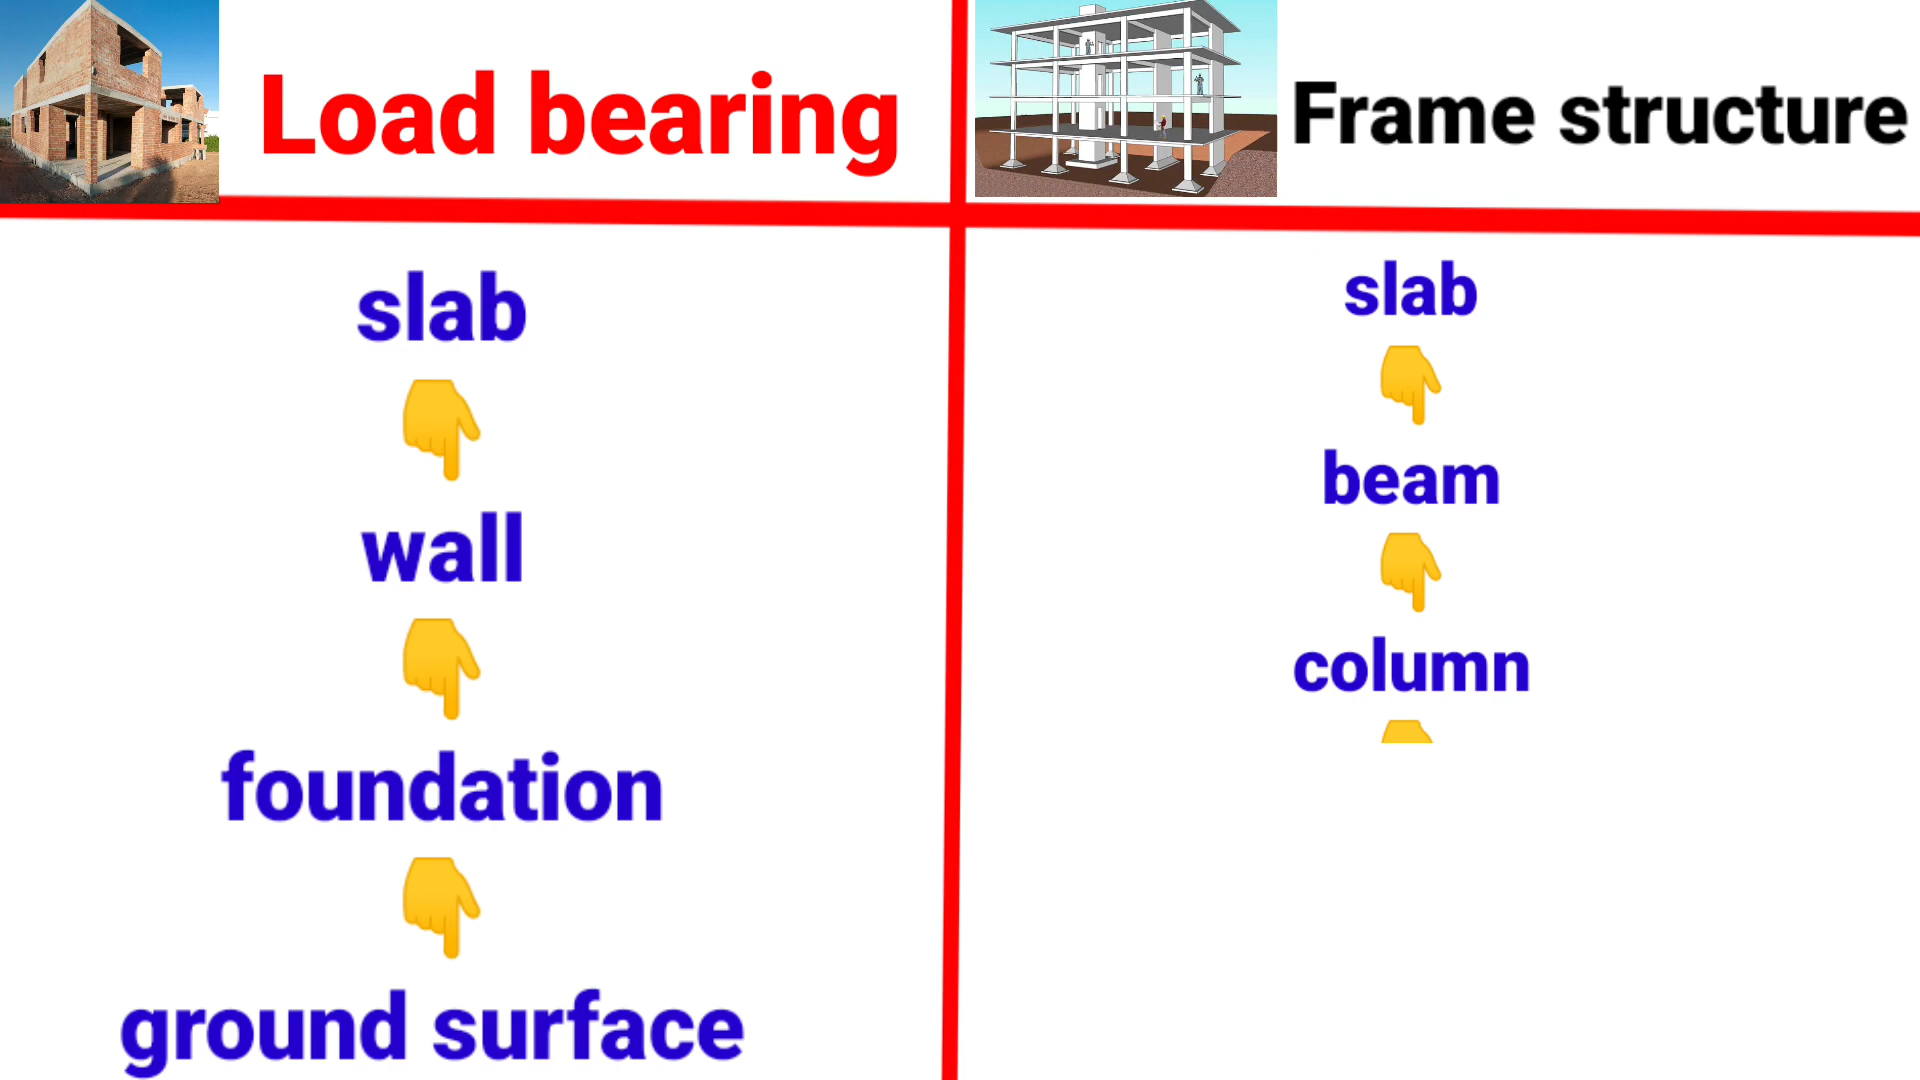 Load bearing
Frame structure
slab
👇
wall
👇
foundation
👇
ground surface
slab
👇
beam
👇
column